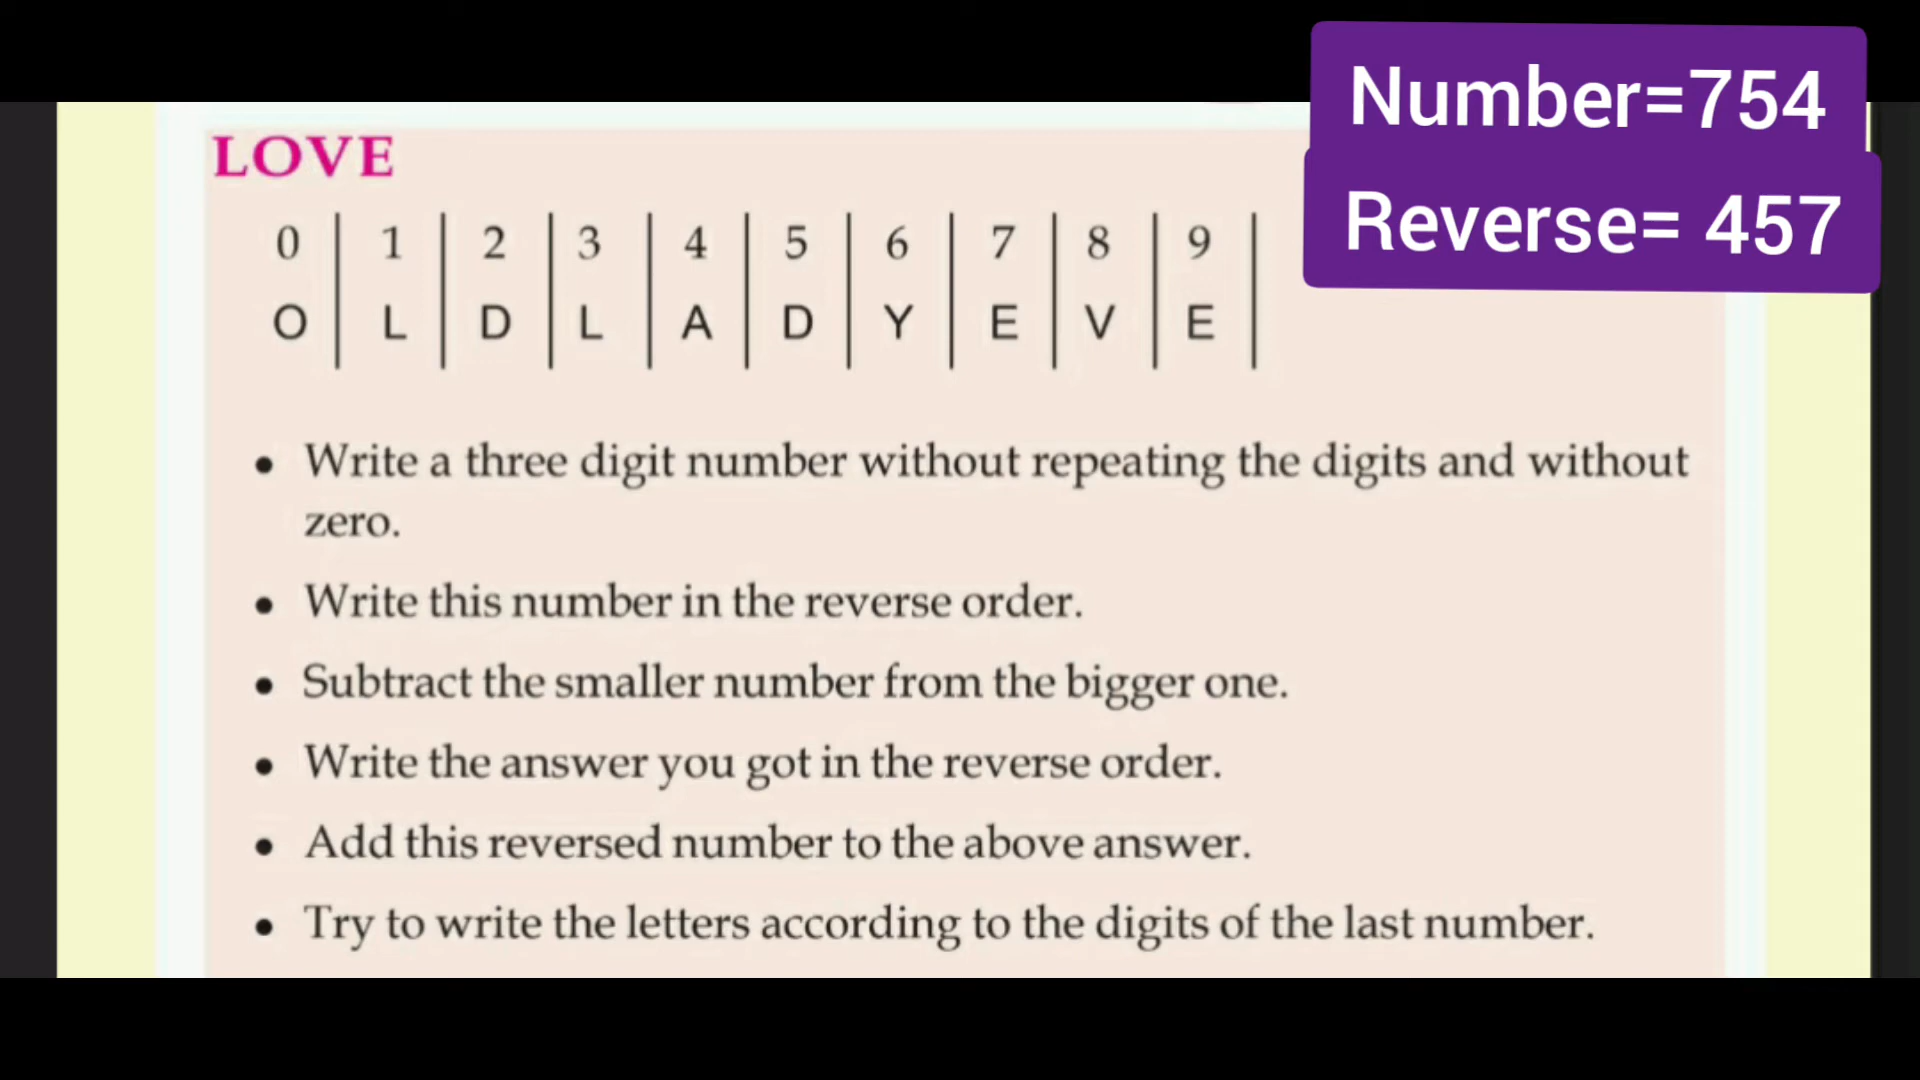 Number=754
Reverse= 457
LOVE
0 1 2 3 4 5 6 7 8 9
O L D L A D Y E V E
• Write a three digit number without repeating the digits and without
zero.
• Write this number in the reverse order.
• Subtract the smaller number from the bigger one.
• Write the answer you got in the reverse order.
• Add this reversed number to the above answer.
• Try to write the letters according to the digits of the last number.